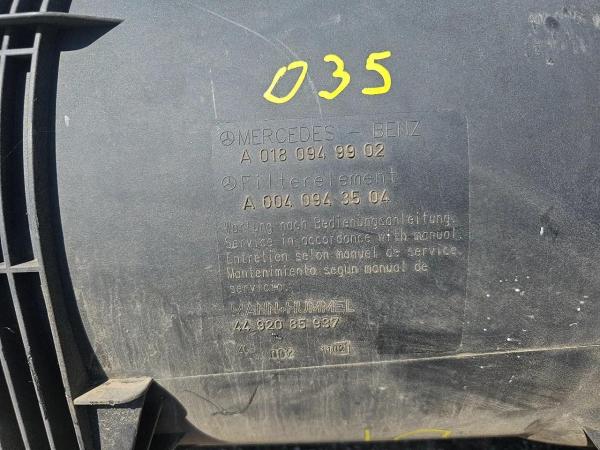 035
MERCEDES - BENZ
A 018 094 99 02
Filterelement
A 004 094 35 04
Wartung nach Bedienungsanleitung.
Service in accordance with manual.
Entretien selon manuel de service.
Mantenimiento segun manual de
servicio.
MANN+HUMMEL
44 920 85 937
002